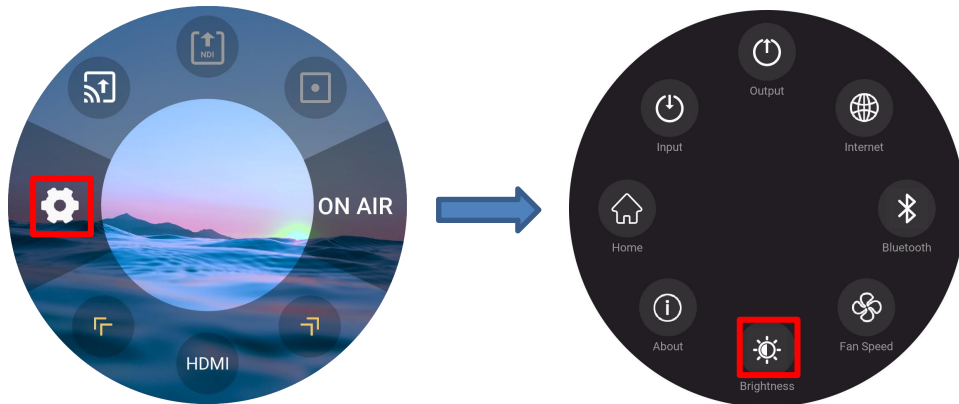 NDI
ON AIR
HDMI
Output
Input
Internet
Home
Bluetooth
About
Fan Speed
Brightness